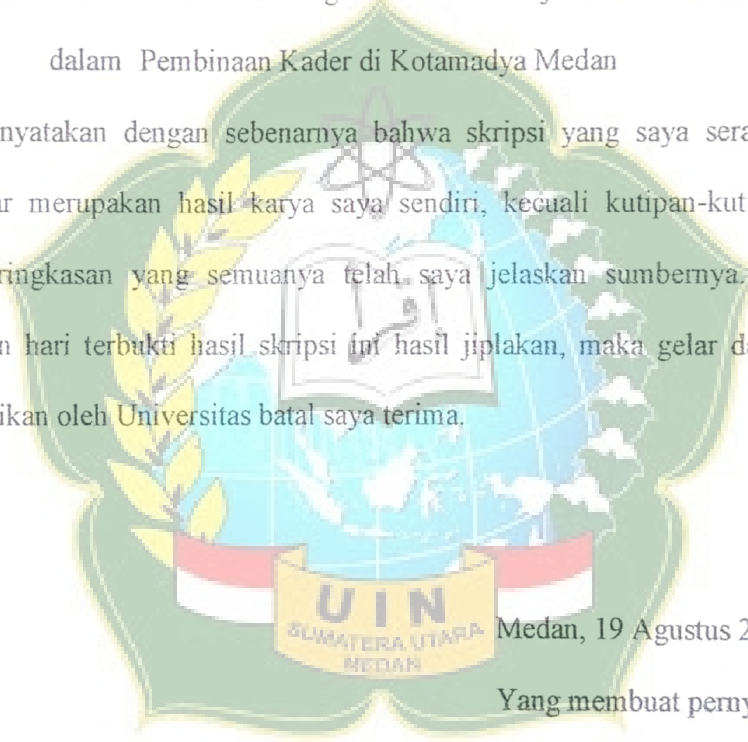 dalam Pembinaan Kader di Kotamadya Medan
nyatakan dengan sebenarnya bahwa skripsi yang saya sera
ar merupakan hasil karya saya sendiri, kecuali kutipan-kut
ringkasan yang semuanya telah saya jelaskan sumbernya.
n hari terbukti hasil skripsi ini hasil jiplakan, maka gelar d
ikan oleh Universitas batal saya terima.
إقرأ
UIN
SUMATERA UTARA
MEDAN
Medan, 19 Agustus 2
Yang membuat perny